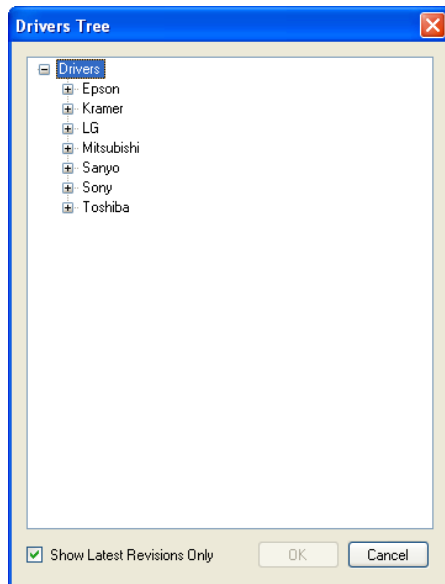 Drivers Tree
Drivers
Epson
Kramer
LG
Mitsubishi
Sanyo
Sony
Toshiba
Show Latest Revisions Only OK Cancel